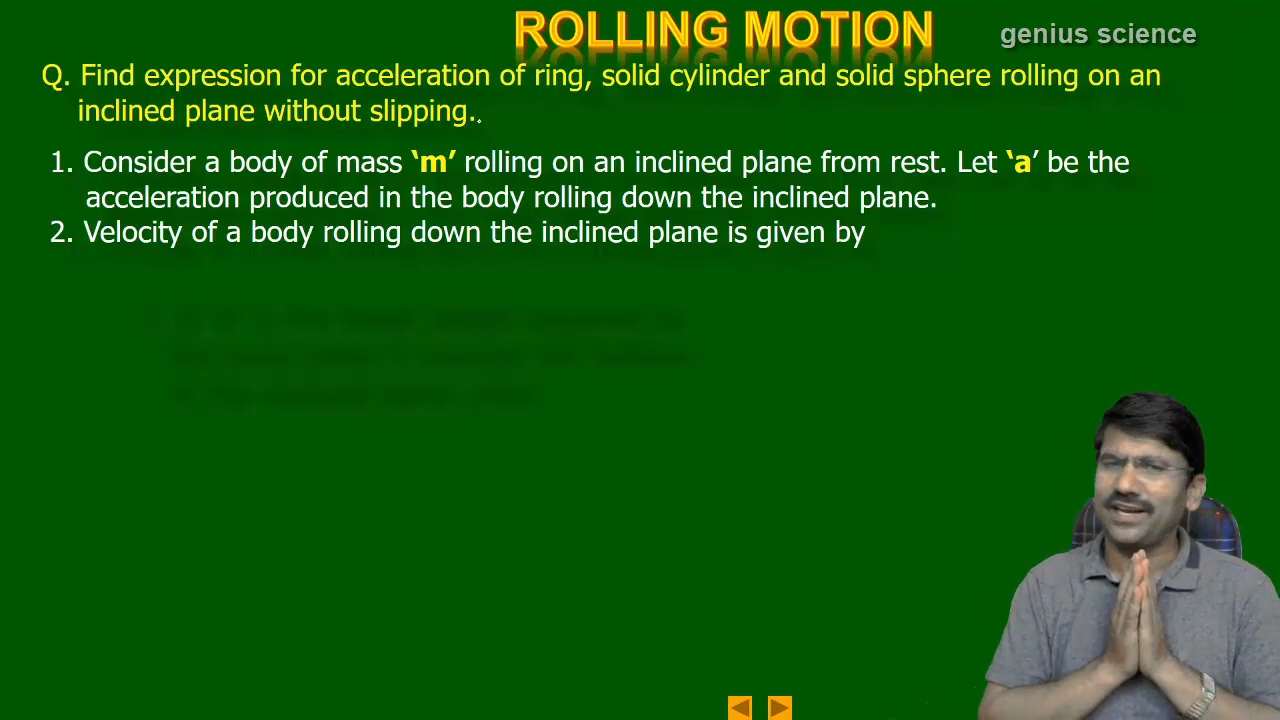 ROLLING MOTION
genius science
Q. Find expression for acceleration of ring, solid cylinder and solid sphere rolling on an
inclined plane without slipping..
1. Consider a body of mass ‘m’ rolling on an inclined plane from rest. Let ‘a’ be the
acceleration produced in the body rolling down the inclined plane.
2. Velocity of a body rolling down the inclined plane is given by